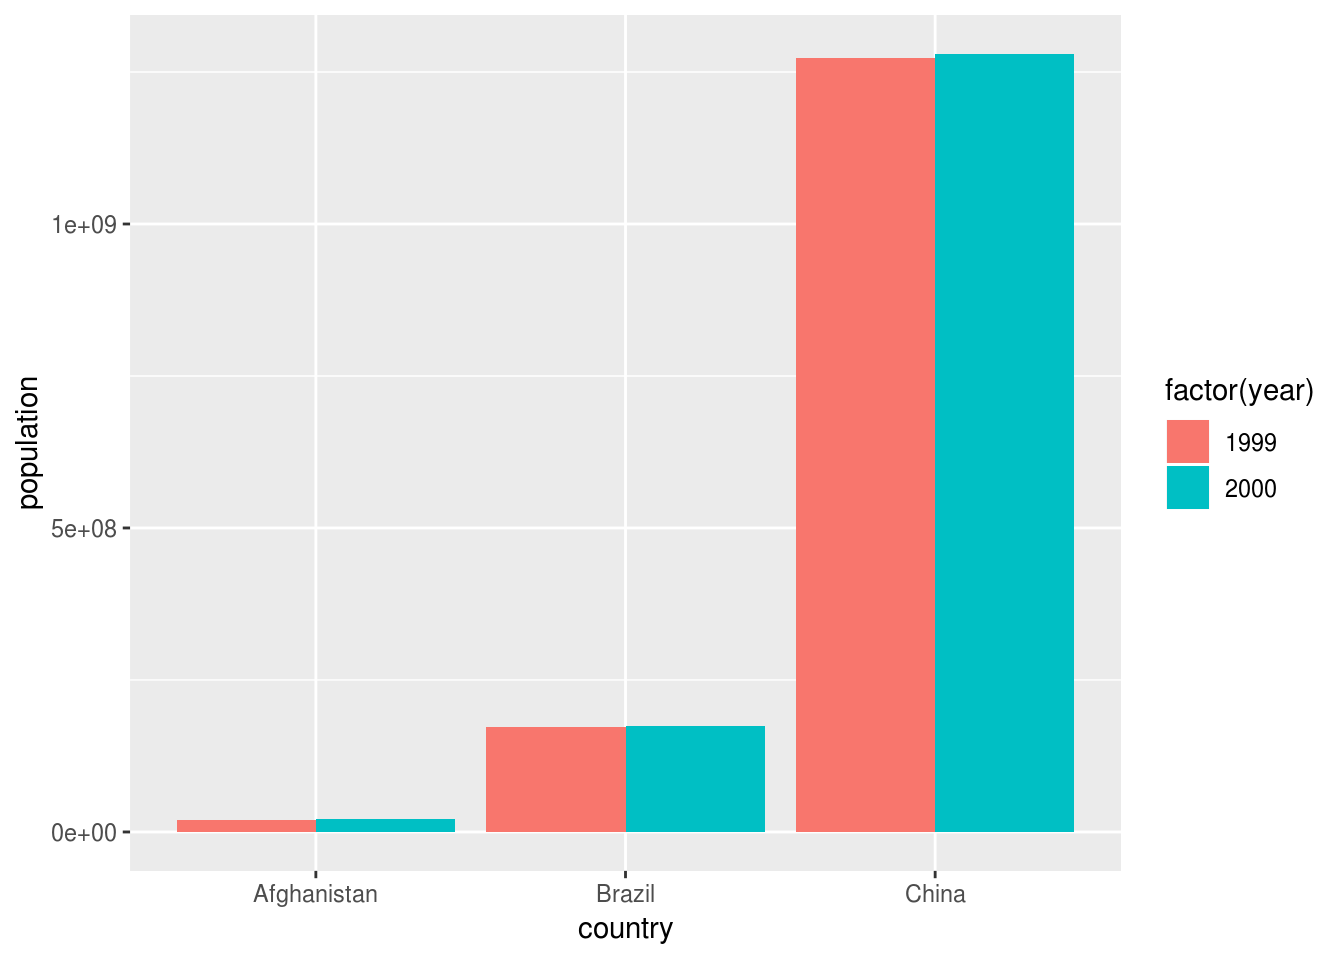 1e+09
5e+08
0e+00
population
Afghanistan
Brazil
China
country
factor(year)
1999
2000